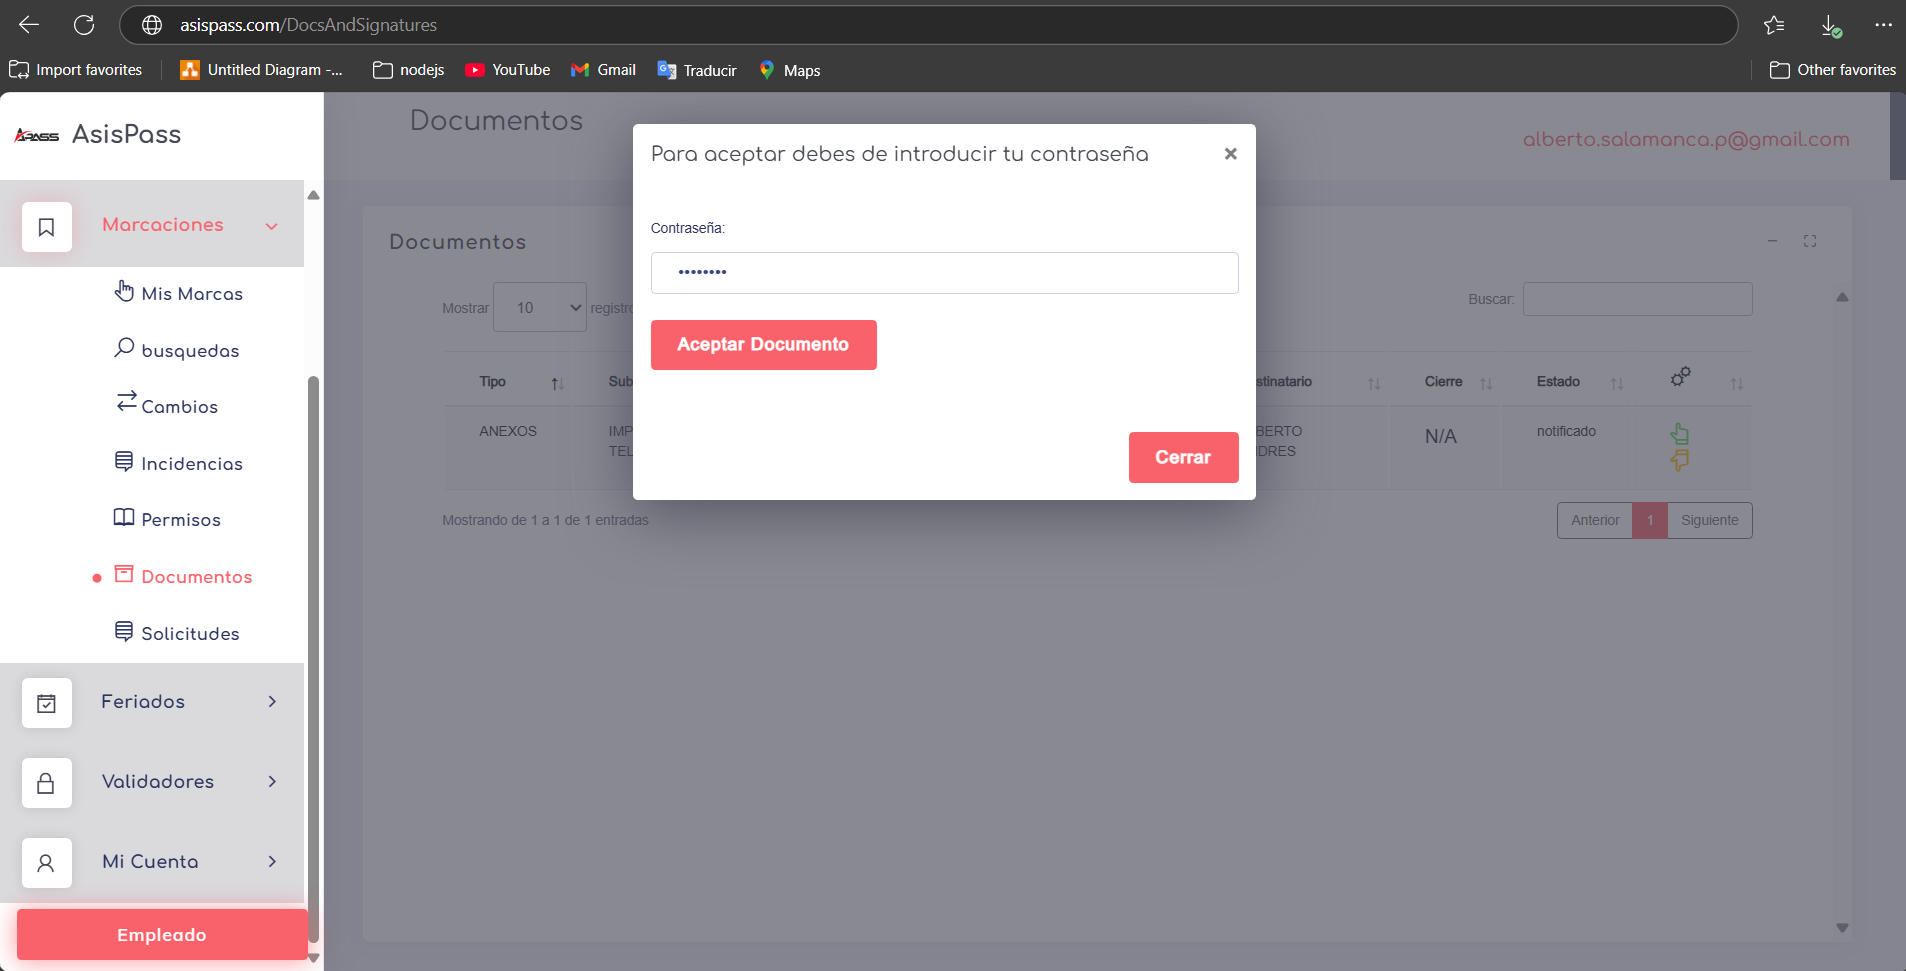 asispass.com/DocsAndSignatures
Import favorites
Untitled Diagram -...
nodejs
YouTube
Gmail
Traducir
Maps
Other favorites
APASS
AsisPass
Marcaciones
Mis Marcas
busquedas
Cambios
Incidencias
Permisos
Documentos
Solicitudes
Feriados
Validadores
Mi Cuenta
Empleado
Documentos
alberto.salamanca.p@gmail.com
Documentos
Mostrar 10 registro
Buscar:
Tipo Sub stinatario Cierre Estado
ANEXOS IMP BERTO N/A notificado
TEL DRES
Mostrando de 1 a 1 de 1 entradas
Anterior 1 Siguiente
Para aceptar debes de introducir tu contraseña
×
Contraseña:
••••••••
Aceptar Documento
Cerrar